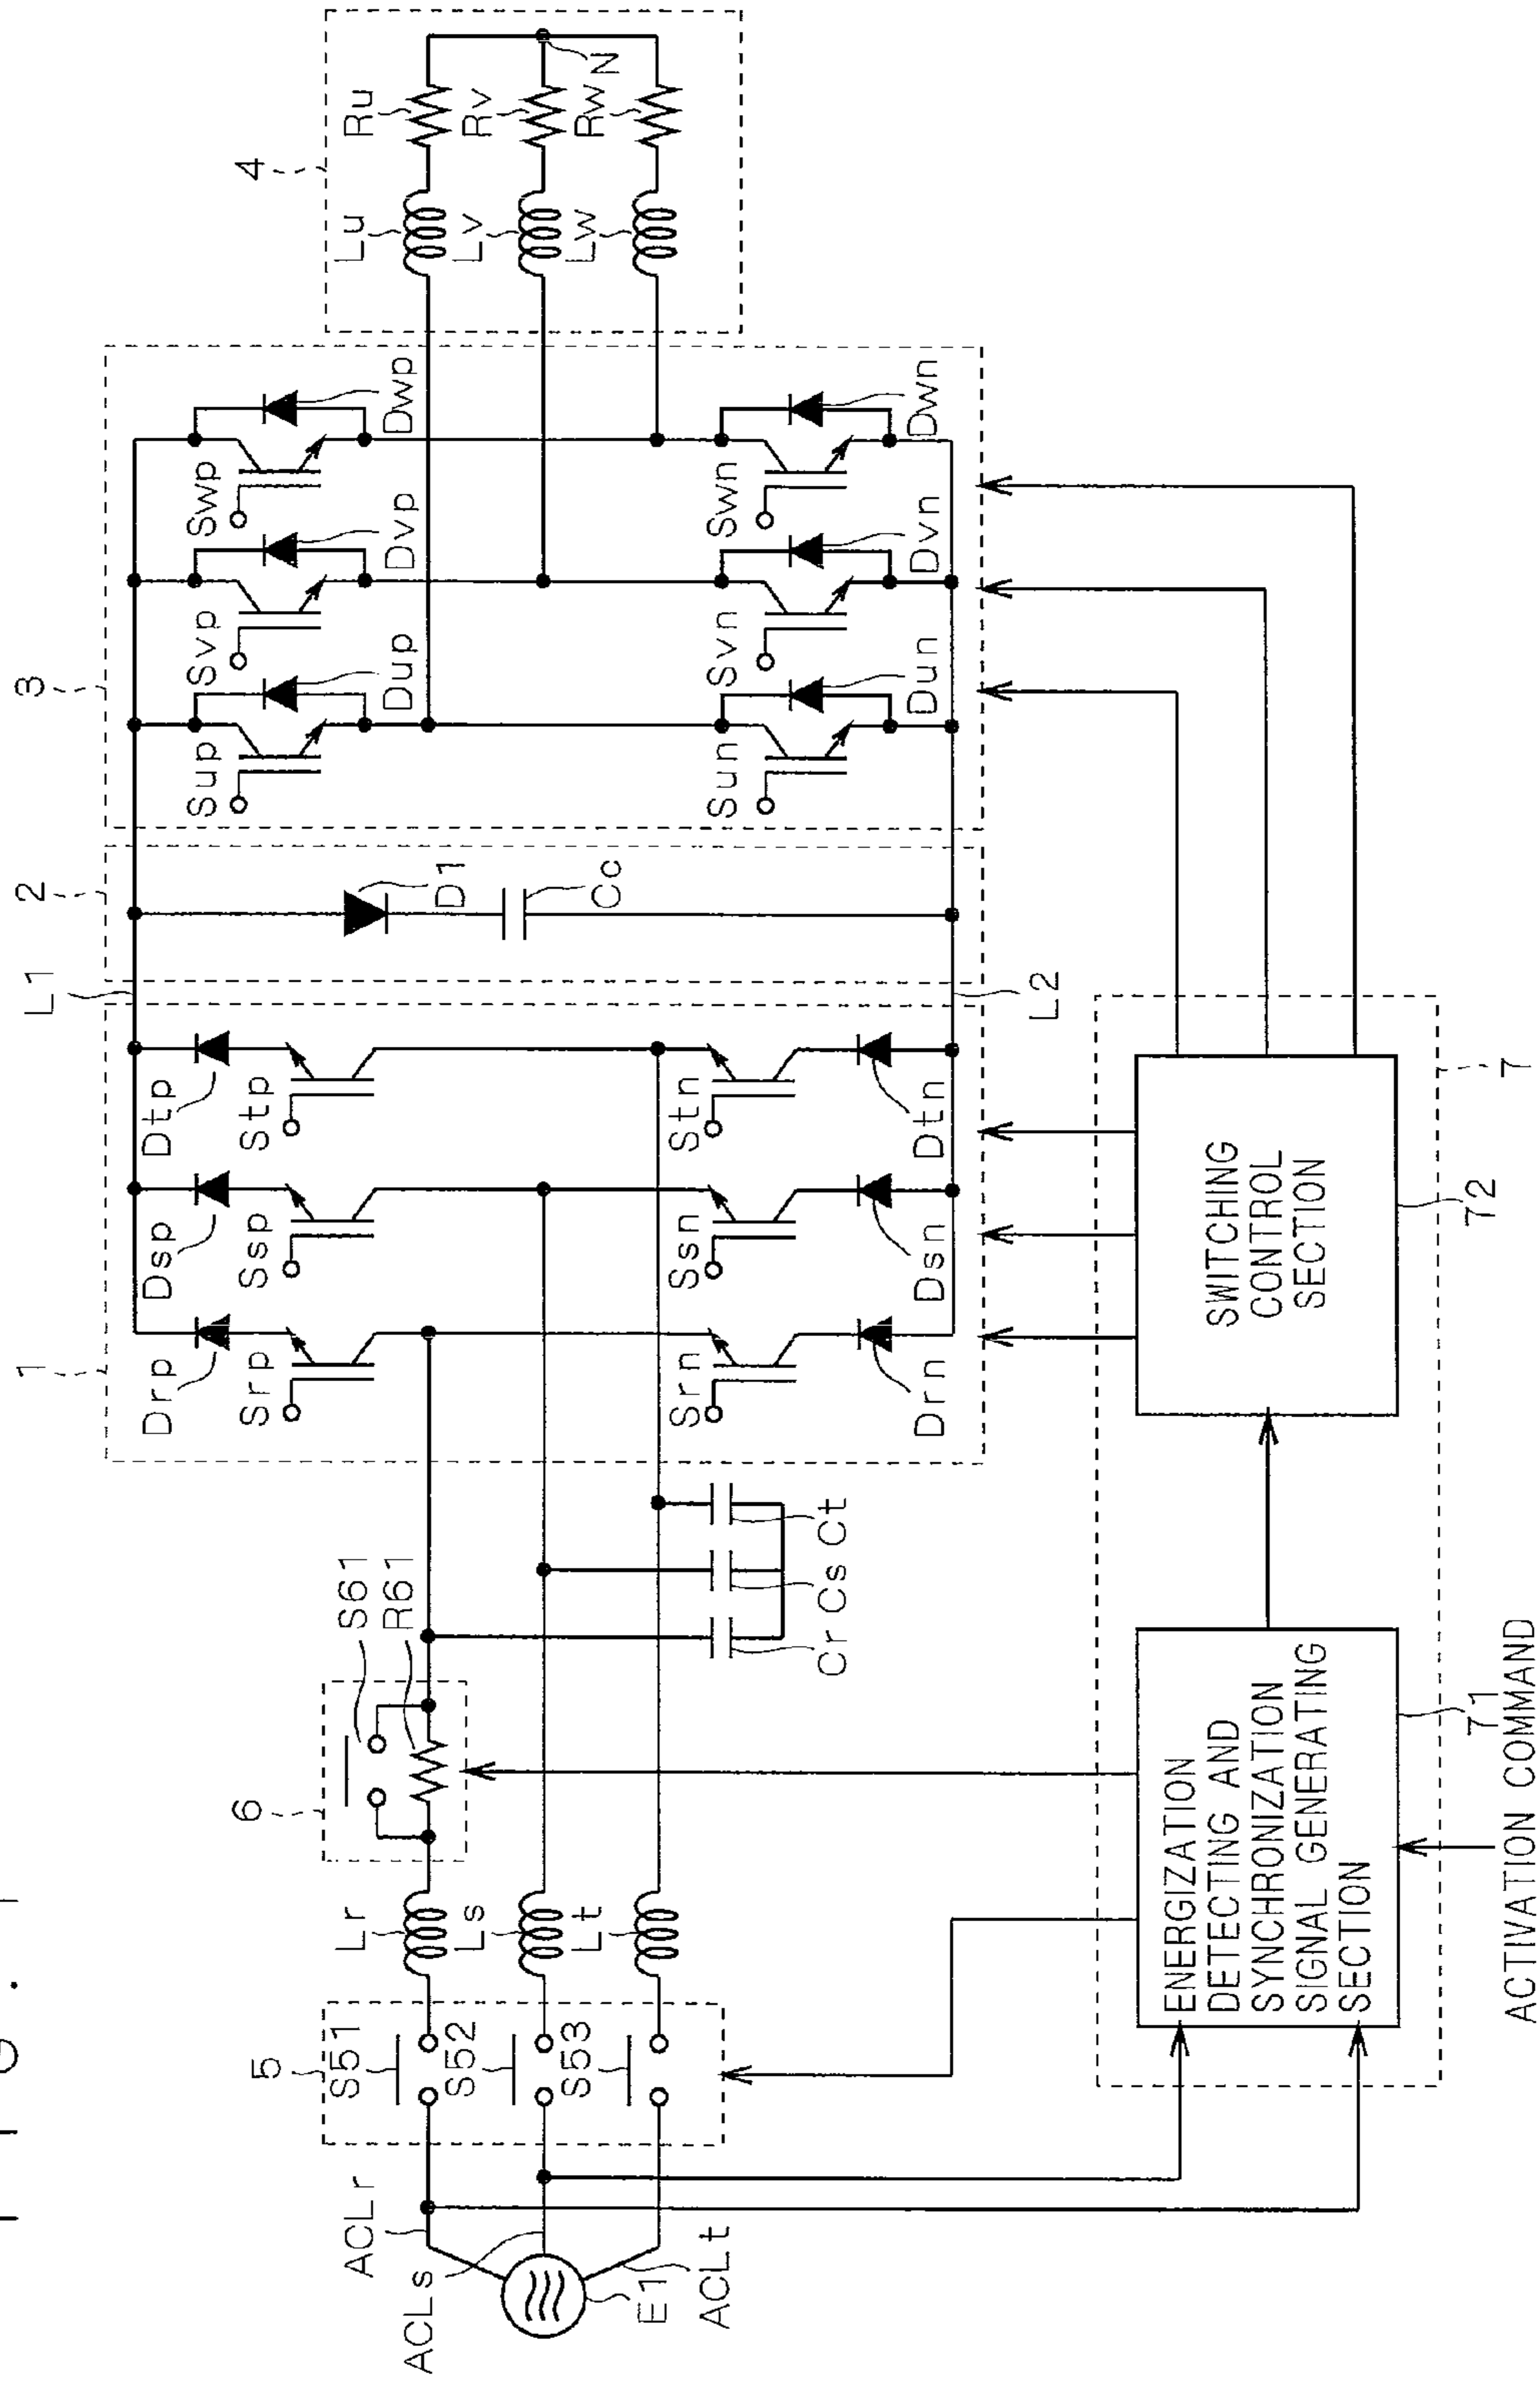 3
2
1
L1
L2
Drp
Dsp
Dtp
Srp
Ssp
Stp
Srn
Ssn
Stn
Drn
Dsn
Dtn
D1
Cc
Sup
Svp
Swp
Dup
Dvp
Dwp
Sun
Svn
Swn
Dun
Dvn
Dwn
4
Lu
Ru
Lv
Rv
Lw
Rw
N
5
S51
S52
S53
Lr
Ls
Lt
6
S61
R61
Cr
Cs
Ct
ACLr
ACLs
E1
ACLt
ENERGIZATION
DETECTING AND
SYNCHRONIZATION
SIGNAL GENERATING
SECTION
71
SWITCHING
CONTROL
SECTION
72
7
ACTIVATION COMMAND